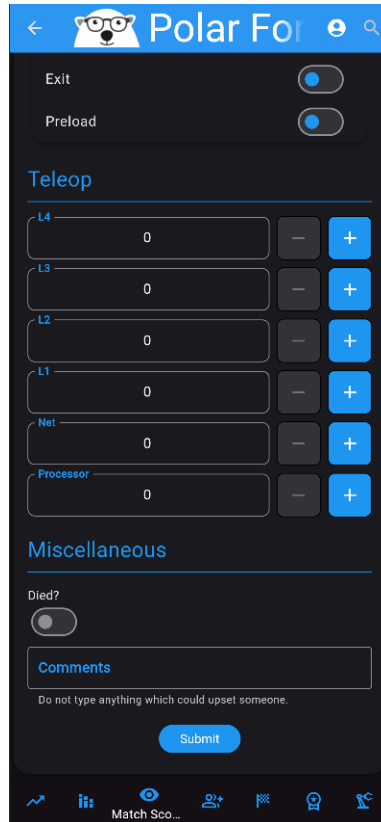 Polar For
Exit
Preload
Teleop
L4
0
L3
0
L2
0
L1
0
Net
0
Processor
0
Miscellaneous
Died?
Comments
Do not type anything which could upset someone.
Submit
Match Sco...